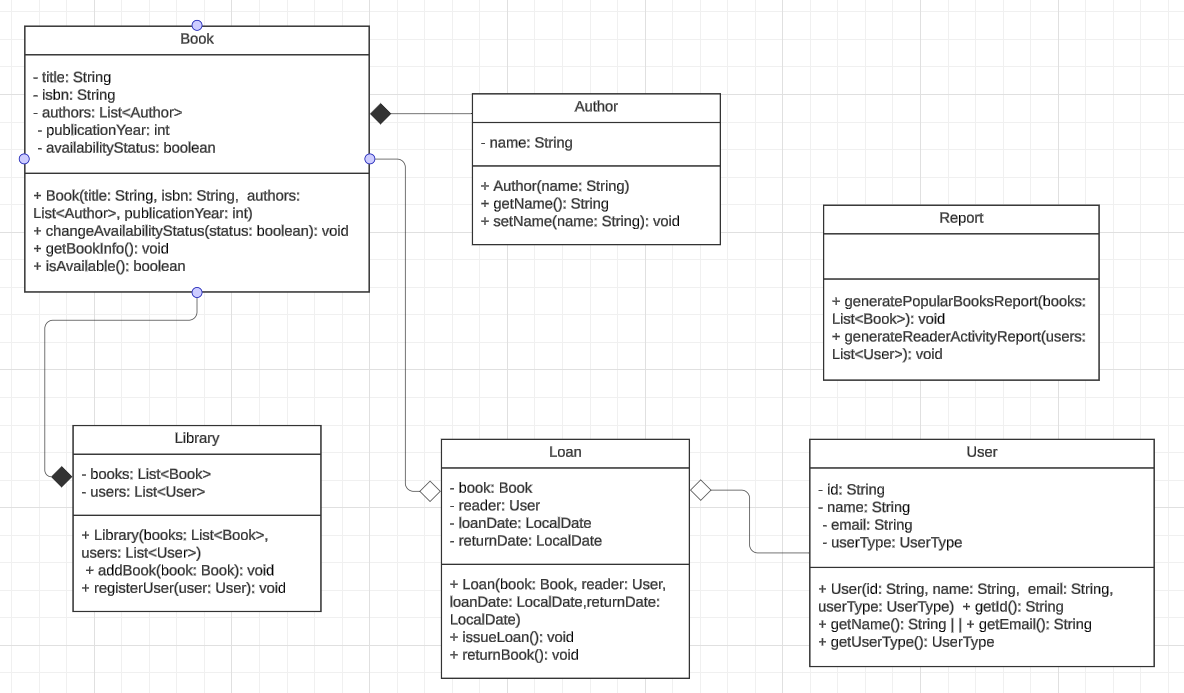 Book
- title: String
- isbn: String
- authors: List<Author>
- publicationYear: int
- availabilityStatus: boolean
+ Book(title: String, isbn: String,  authors:
List<Author>, publicationYear: int)
+ changeAvailabilityStatus(status: boolean): void
+ getBookInfo(): void
+ isAvailable(): boolean
Author
- name: String
+ Author(name: String)
+ getName(): String
+ setName(name: String): void
Report
+ generatePopularBooksReport(books:
List<Book>): void
+ generateReaderActivityReport(users:
List<User>): void
Library
- books: List<Book>
- users: List<User>
+ Library(books: List<Book>,
users: List<User>)
+ addBook(book: Book): void
+ registerUser(user: User): void
Loan
- book: Book
- reader: User
- loanDate: LocalDate
- returnDate: LocalDate
+ Loan(book: Book, reader: User,
loanDate: LocalDate,returnDate:
LocalDate)
+ issueLoan(): void
+ returnBook(): void
User
- id: String
- name: String
- email: String
- userType: UserType
+ User(id: String, name: String,  email: String,
userType: UserType)  + getId(): String
+ getName(): String | | + getEmail(): String
+ getUserType(): UserType